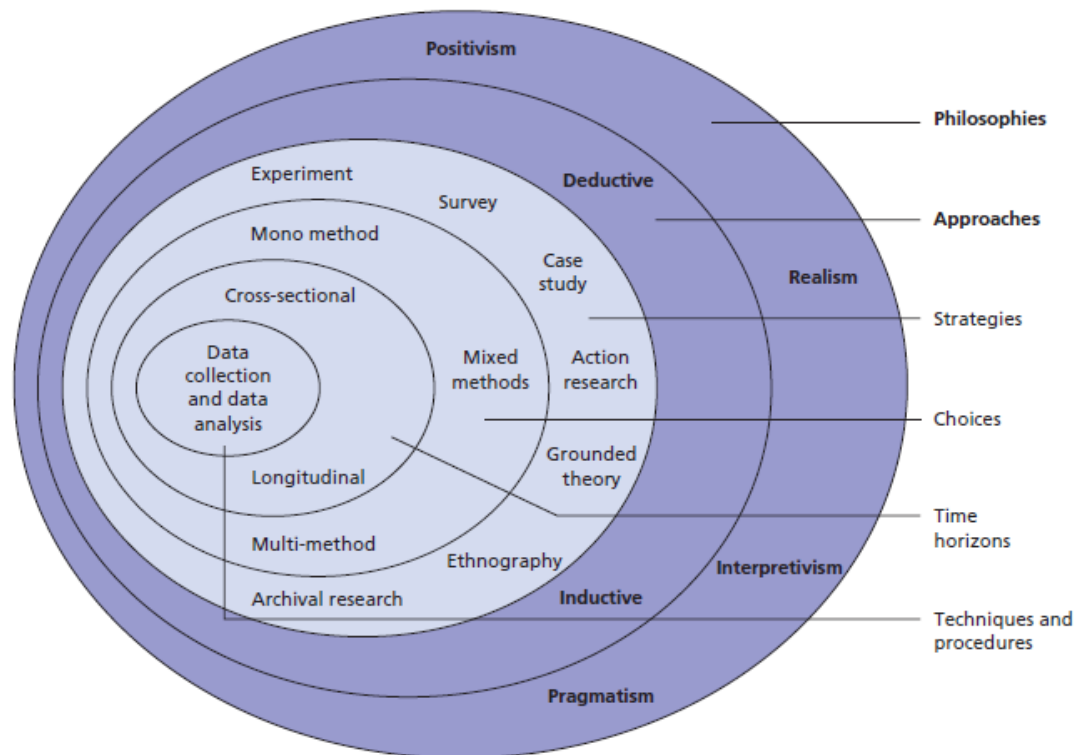 Positivism
Philosophies
Experiment
Deductive
Survey
Approaches
Mono method
Case
study
Realism
Cross-sectional
Strategies
Data
collection
and data
analysis
Mixed
methods
Action
research
Choices
Longitudinal
Grounded
theory
Time
horizons
Multi-method
Ethnography
Interpretivism
Archival research
Inductive
Techniques and
procedures
Pragmatism